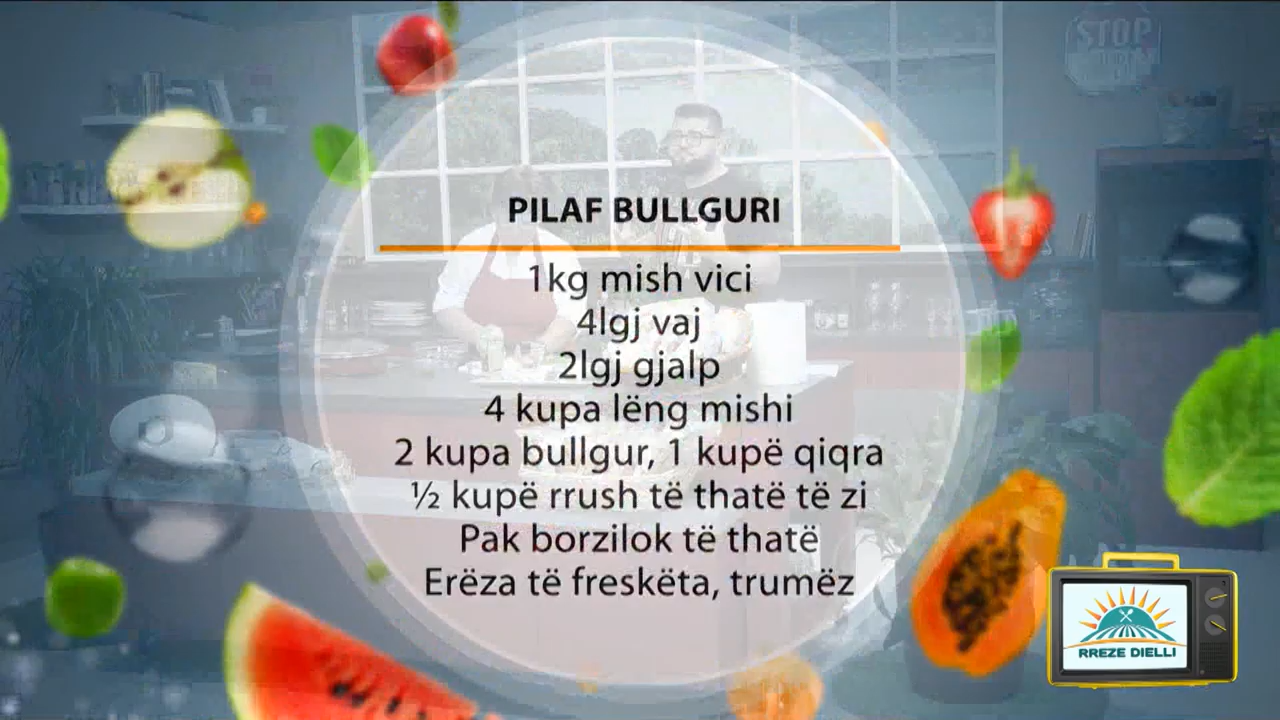 STOP
PILAF BULLGURI
1kg mish vici
4lgj vaj
2lgj gjalp
4 kupa lëng mishi
2 kupa bullgur, 1 kupë qiqra
½ kupë rrush të thatë të zi
Pak borzilok të thatë
Erëza të freskëta, trumëz
RREZE DIELLI